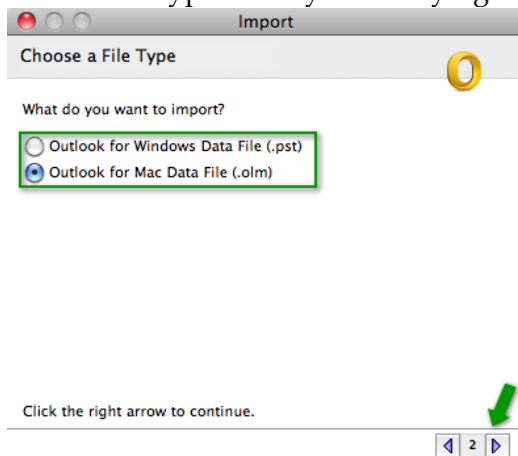 Import
Choose a File Type
What do you want to import?
Outlook for Windows Data File (.pst)
Outlook for Mac Data File (.olm)
Click the right arrow to continue.
2